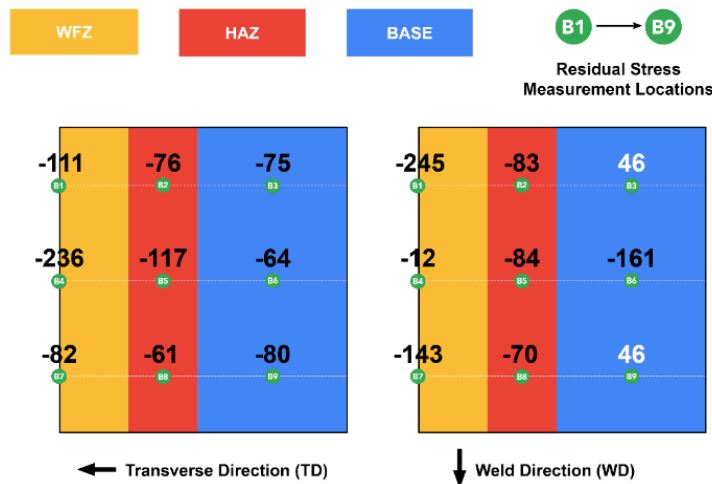 WFZ
HAZ
BASE
B1
B9
Residual Stress
Measurement Locations
-111
-76
-75
B1
B2
B3
-236
-117
-64
B4
B5
B6
-82
-61
-80
B7
B8
B9
Transverse Direction (TD)
-245
-83
46
B1
B2
B3
-12
-84
-161
B4
B5
B6
-143
-70
46
B7
B8
B9
Weld Direction (WD)